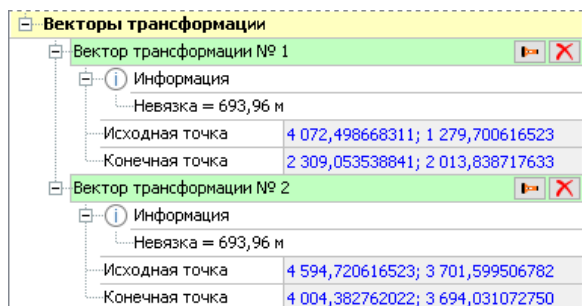 Векторы трансформации
Вектор трансформации № 1
Информация
Невязка = 693,96 м
Исходная точка 4 072,498668311; 1 279,700616523
Конечная точка 2 309,053538841; 2 013,838717633
Вектор трансформации № 2
Информация
Невязка = 693,96 м
Исходная точка 4 594,720616523; 3 701,599506782
Конечная точка 4 004,382762022; 3 694,031072750